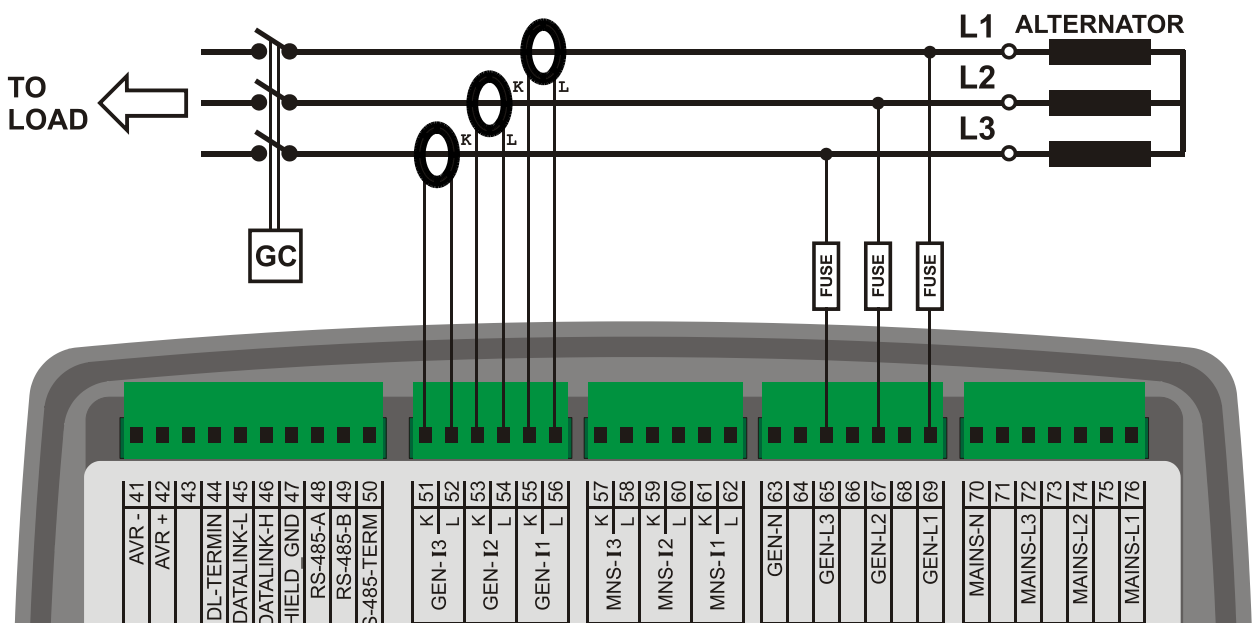 L1 ALTERNATOR
L2
L3
TO
LOAD
K L
K L
GC
FUSE
FUSE
FUSE
41 AVR -
42 AVR +
43
44 DL-TERMIN
45 DATALINK-L
46 DATALINK-H
47 HIELD_GND
48 RS-485-A
49 RS-485-B
50 S-485-TERM
51 K
52 L
GEN- I3
53 K
54 L
GEN- I2
55 K
56 L
GEN- I1
57 K
58 L
MNS- I3
59 K
60 L
MNS- I2
61 K
62 L
MNS- I1
63 GEN-N
64
65 GEN-L3
66
67 GEN-L2
68
69 GEN-L1
70 MAINS-N
71
72 MAINS-L3
73
74 MAINS-L2
75
76 MAINS-L1